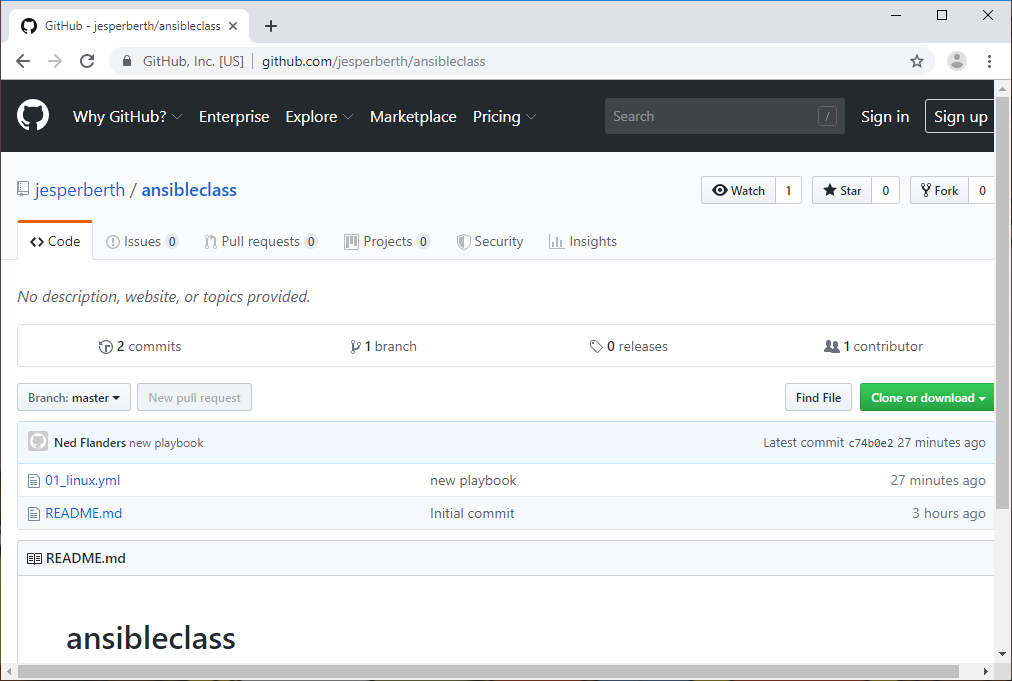 GitHub - jesperberth/ansibleclass
GitHub, Inc. [US] github.com/jesperberth/ansibleclass
Why GitHub? Enterprise Explore Marketplace Pricing Search / Sign in Sign up
jesperberth / ansibleclass Watch 1 Star 0 Fork 0
Code Issues 0 Pull requests 0 Projects 0 Security Insights
No description, website, or topics provided.
2 commits 1 branch 0 releases 1 contributor
Branch: master New pull request Find File Clone or download
Ned Flanders new playbook Latest commit c74b0e2 27 minutes ago
01_linux.yml new playbook 27 minutes ago
README.md Initial commit 3 hours ago
README.md
ansibleclass